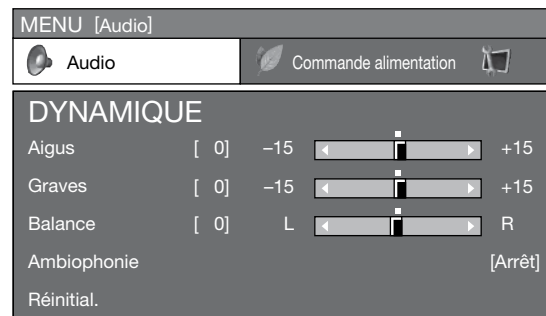 MENU [Audio]
Audio Commande alimentation
DYNAMIQUE
Aigus [ 0] –15 +15
Graves [ 0] –15 +15
Balance [ 0] L R
Ambiophonie [Arrêt]
Réinitial.